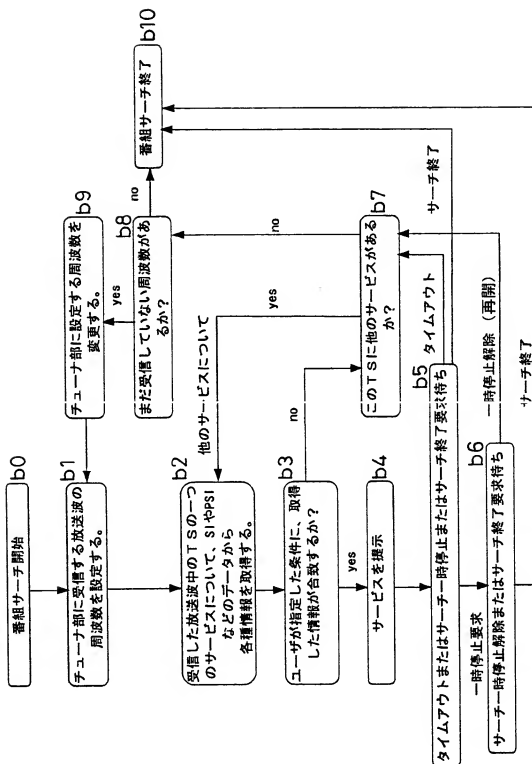 b0
番組サーチ開始
b1
チューナ部に受信する放送波の
周波数を設定する。
b2
受信した放送波中のTSの一つ
のサービスについて、SIやPSI
などのデータから
各種情報を取得する。
b3
ユーザが指定した条件に、取得
した情報が合致するか?
yes
no
b4
サービスを提示
b5
タイムアウトまたはサーチ一時停止またはサーチ終了要求待ち
一時停止要求
タイムアウト
サーチ終了
b6
サーチ一時停止解除またはサーチ終了要求待ち
一時停止解除(再開)
サーチ終了
b7
このTSに他のサービスがある
か?
yes
他のサービスについて
no
b8
まだ受信していない周波数があ
るか?
yes
no
b9
チューナ部に設定する周波数を
変更する。
b10
番組サーチ終了